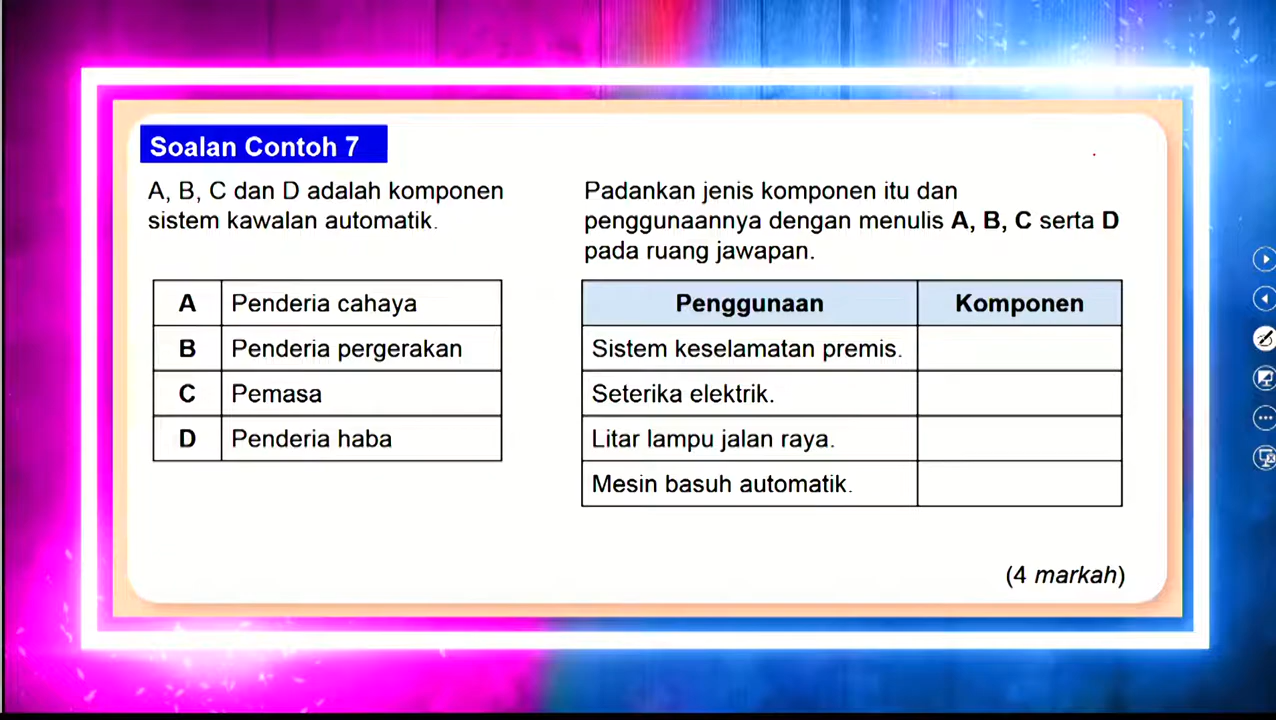 Soalan Contoh 7
A, B, C dan D adalah komponen
sistem kawalan automatik.
A Penderia cahaya
B Penderia pergerakan
C Pemasa
D Penderia haba
Padankan jenis komponen itu dan
penggunaannya dengan menulis A, B, C serta D
pada ruang jawapan.
Penggunaan Komponen
Sistem keselamatan premis.
Seterika elektrik.
Litar lampu jalan raya.
Mesin basuh automatik.
(4 markah)